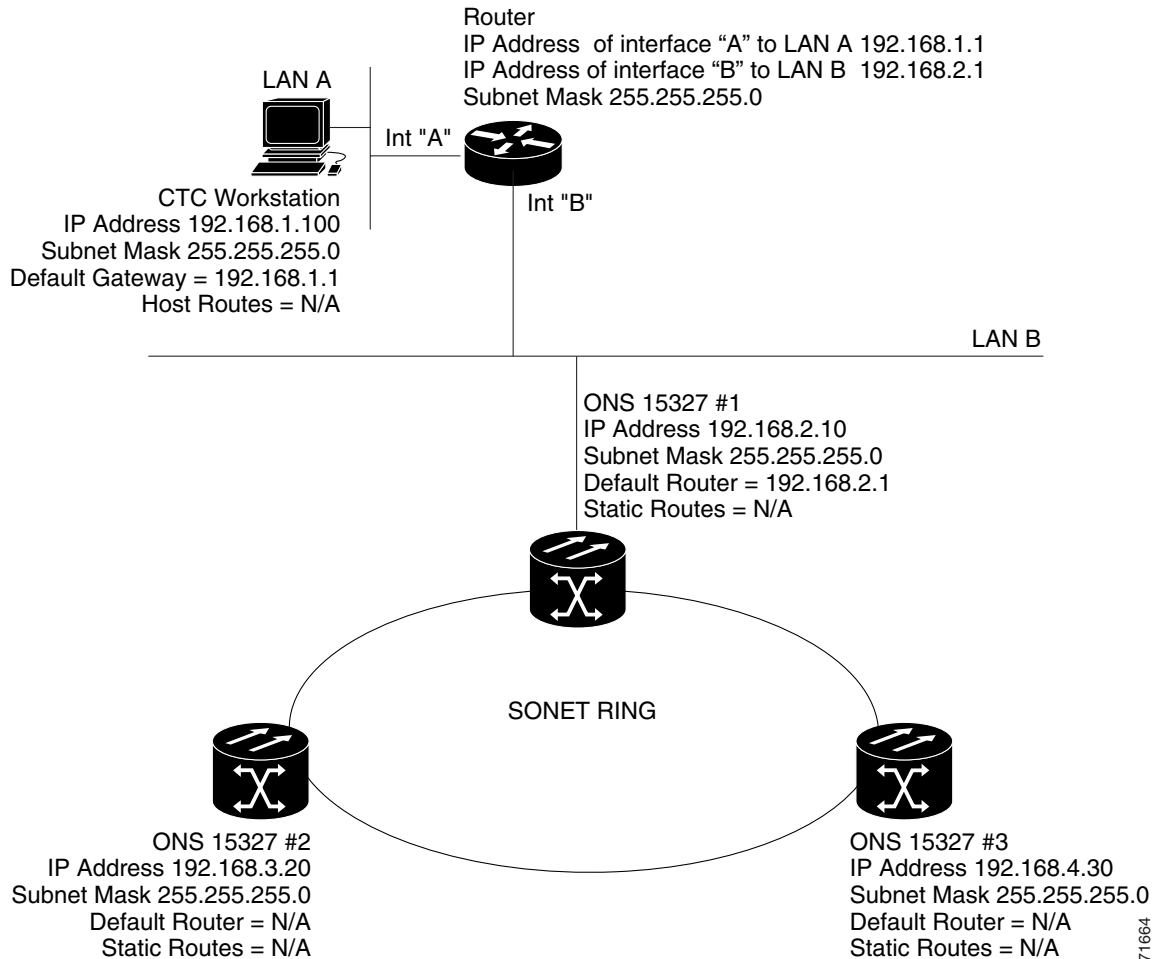 Router
IP Address of interface “A” to LAN A 192.168.1.1
IP Address of interface “B” to LAN B 192.168.2.1
Subnet Mask 255.255.255.0
LAN A
Int "A"
Int "B"
CTC Workstation
IP Address 192.168.1.100
Subnet Mask 255.255.255.0
Default Gateway = 192.168.1.1
Host Routes = N/A
LAN B
ONS 15327 #1
IP Address 192.168.2.10
Subnet Mask 255.255.255.0
Default Router = 192.168.2.1
Static Routes = N/A
SONET RING
ONS 15327 #2
IP Address 192.168.3.20
Subnet Mask 255.255.255.0
Default Router = N/A
Static Routes = N/A
ONS 15327 #3
IP Address 192.168.4.30
Subnet Mask 255.255.255.0
Default Router = N/A
Static Routes = N/A
71664